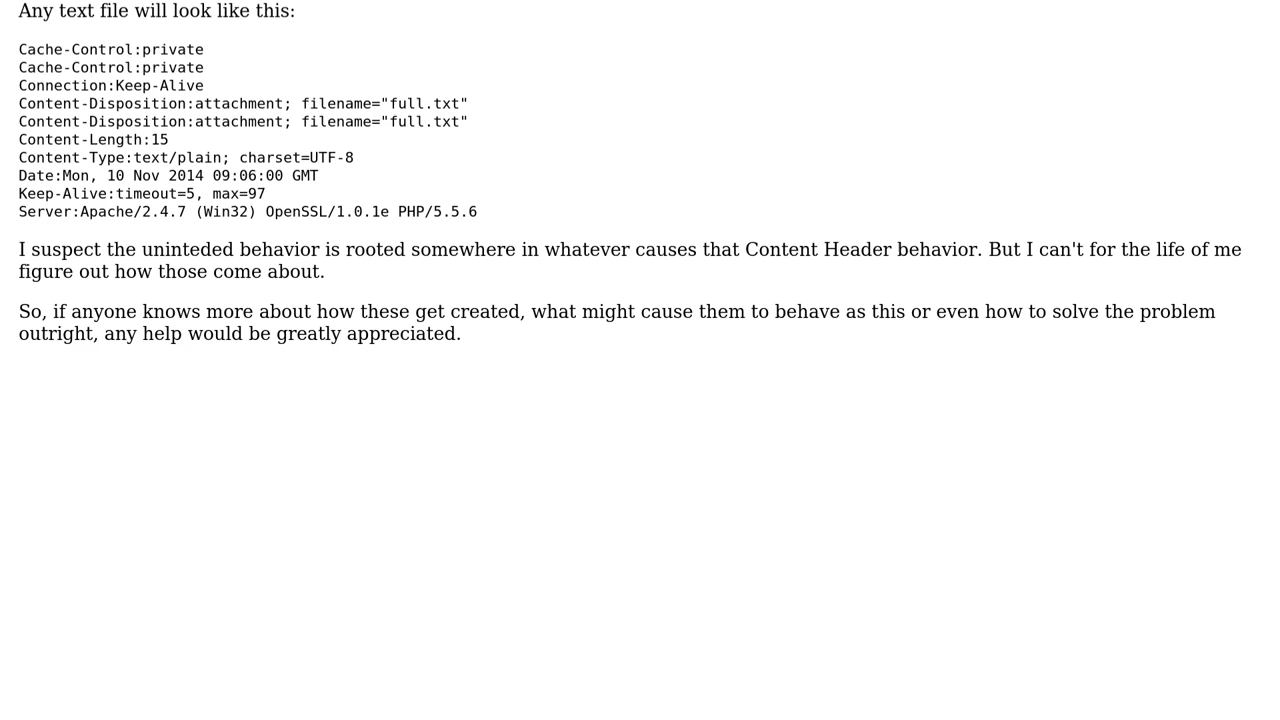 Any text file will look like this:
Cache-Control:private
Cache-Control:private
Connection:Keep-Alive
Content-Disposition:attachment; filename="full.txt"
Content-Disposition:attachment; filename="full.txt"
Content-Length:15
Content-Type:text/plain; charset=UTF-8
Date:Mon, 10 Nov 2014 09:06:00 GMT
Keep-Alive:timeout=5, max=97
Server:Apache/2.4.7 (Win32) OpenSSL/1.0.1e PHP/5.5.6
I suspect the uninteded behavior is rooted somewhere in whatever causes that Content Header behavior. But I can't for the life of me
figure out how those come about.
So, if anyone knows more about how these get created, what might cause them to behave as this or even how to solve the problem
outright, any help would be greatly appreciated.